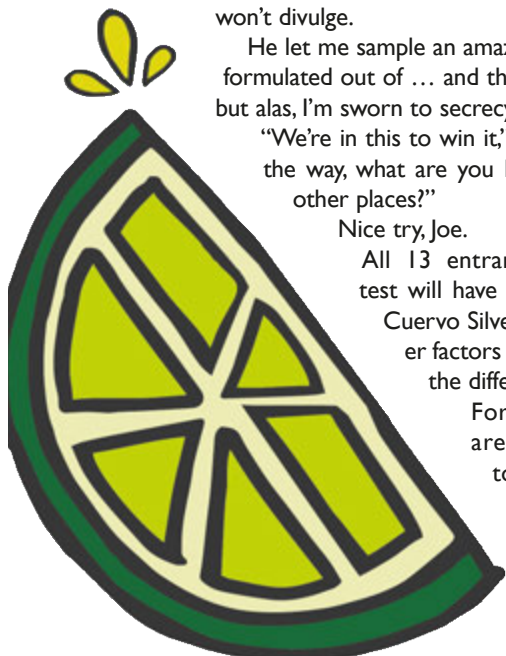 won't divulge.
He let me sample an amaz
formulated out of … and th
but alas, I'm sworn to secrecy
“We're in this to win it,”
the way, what are you
other places?”
Nice try, Joe.
All 13 entran
test will have
Cuervo Silve
er factors
the diffe
For
are
to